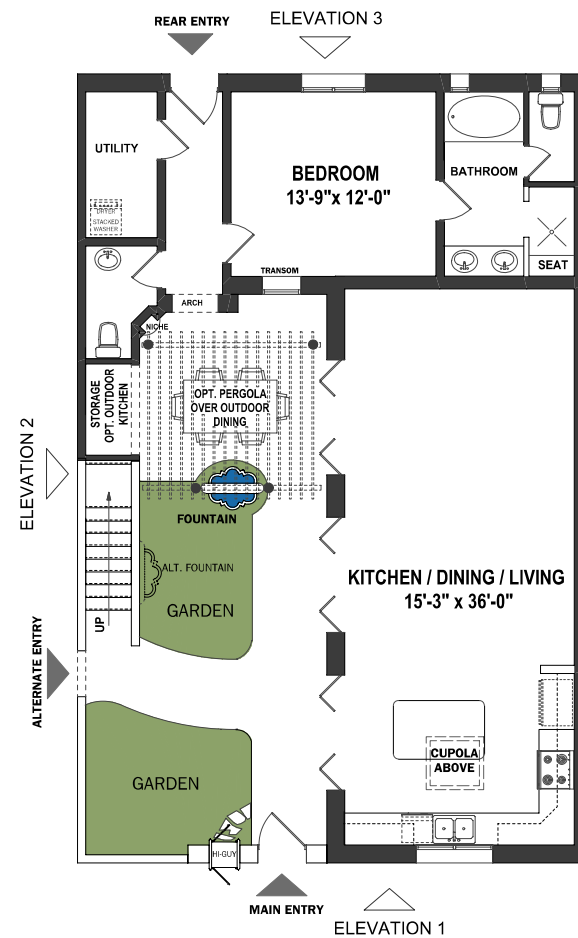 ELEVATION 3
REAR ENTRY
UTILITY
BEDROOM
13'-9"x 12'-0"
BATHROOM
DRYER
STACKED
WASHER
SEAT
TRANSOM
ARCH
NICHE
STORAGE
OPT. OUTDOOR
KITCHEN
OPT. PERGOLA
OVER OUTDOOR
DINING
ELEVATION 2
FOUNTAIN
ALT. FOUNTAIN
GARDEN
UP
KITCHEN / DINING / LIVING
15'-3" x 36'-0"
ALTERNATE ENTRY
CUPOLA
ABOVE
GARDEN
HI-GUY
MAIN ENTRY
ELEVATION 1